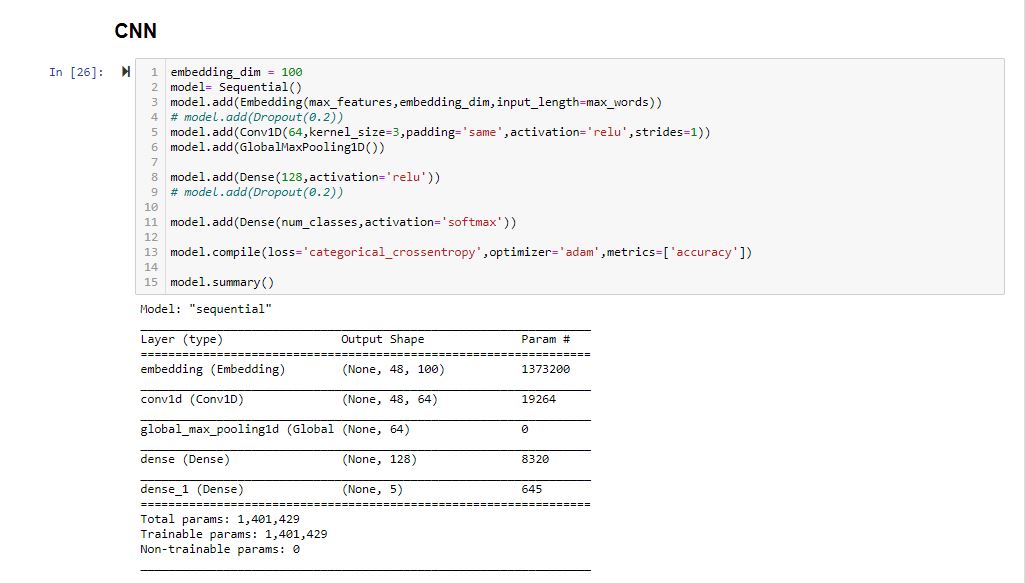 CNN
In [26]:
1 embedding_dim = 100
2 model= Sequential()
3 model.add(Embedding(max_features,embedding_dim,input_length=max_words))
4 # model.add(Dropout(0.2))
5 model.add(Conv1D(64,kernel_size=3,padding='same',activation='relu',strides=1))
6 model.add(GlobalMaxPooling1D())
7
8 model.add(Dense(128,activation='relu'))
9 # model.add(Dropout(0.2))
10
11 model.add(Dense(num_classes,activation='softmax'))
12
13 model.compile(loss='categorical_crossentropy',optimizer='adam',metrics=['accuracy'])
14
15 model.summary()
Model: "sequential"
_________________________________________________________________
Layer (type) Output Shape Param #
=================================================================
embedding (Embedding) (None, 48, 100) 1373200
_________________________________________________________________
conv1d (Conv1D) (None, 48, 64) 19264
_________________________________________________________________
global_max_pooling1d (Global (None, 64) 0
_________________________________________________________________
dense (Dense) (None, 128) 8320
_________________________________________________________________
dense_1 (Dense) (None, 5) 645
=================================================================
Total params: 1,401,429
Trainable params: 1,401,429
Non-trainable params: 0
_________________________________________________________________